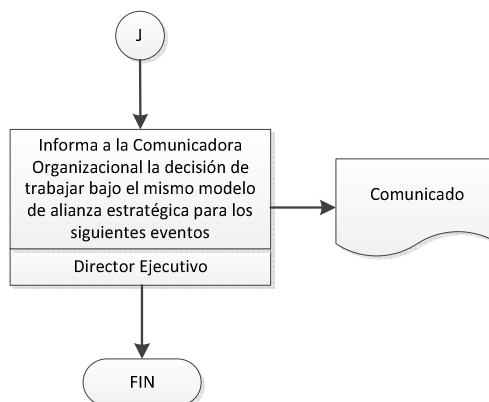 J
Informa a la Comunicadora
Organizacional la decisión de
trabajar bajo el mismo modelo
de alianza estratégica para los
siguientes eventos
Comunicado
Director Ejecutivo
FIN